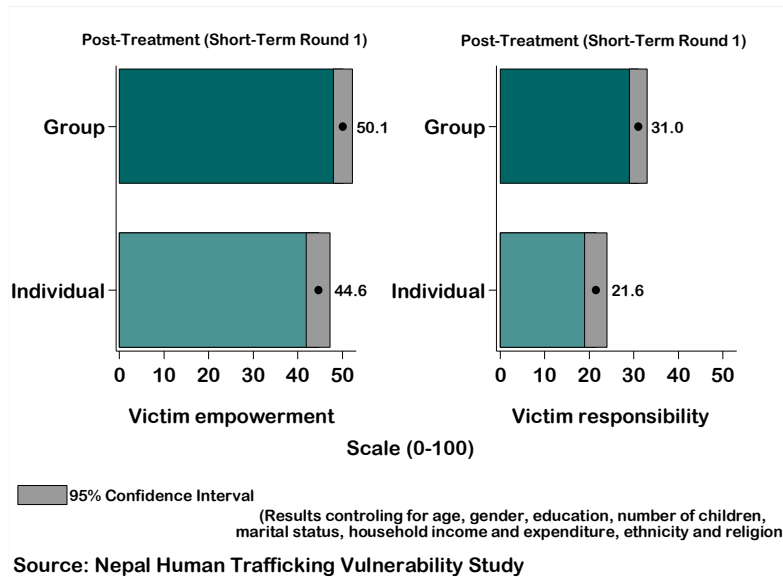 Post-Treatment (Short-Term Round 1)
Group
50.1
Individual
44.6
0 10 20 30 40 50
Victim empowerment
Post-Treatment (Short-Term Round 1)
Group
31.0
Individual
21.6
0 10 20 30 40 50
Victim responsibility
Scale (0-100)
95% Confidence Interval
(Results controling for age, gender, education, number of children,
marital status, household income and expenditure, ethnicity and religion
Source: Nepal Human Trafficking Vulnerability Study